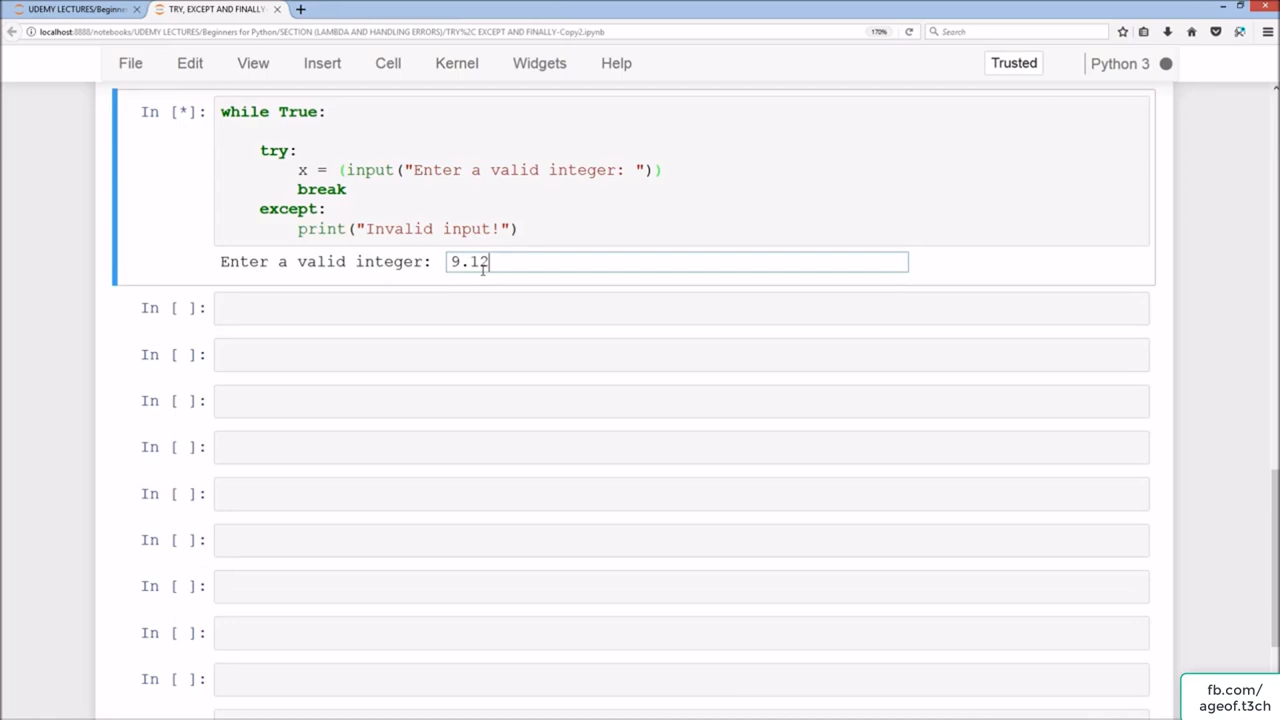 UDEMY LECTURES/Beginner: TRY, EXCEPT AND FINALLY-
localhost:8888/notebooks/UDEMY LECTURES/Beginners for Python/SECTION (LAMBDA AND HANDLING ERRORS)/TRY%2C EXCEPT AND FINALLY-Copy2.ipynb 170% Search
File Edit View Insert Cell Kernel Widgets Help Trusted Python 3
In [*]: while True:
try:
x = (input("Enter a valid integer: "))
break
except:
print("Invalid input!")
Enter a valid integer: 9.12
In [ ]:
In [ ]:
In [ ]:
In [ ]:
In [ ]:
In [ ]:
In [ ]:
In [ ]:
In [ ]:
fb.com/
ageof.t3ch